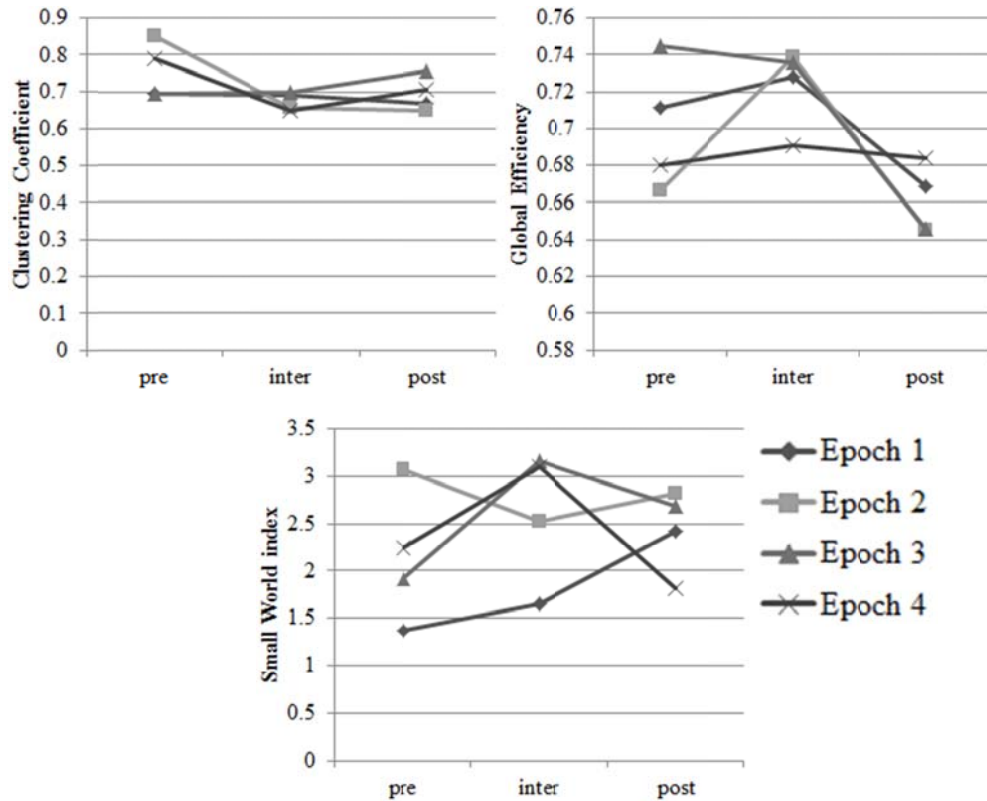 Clustering Coefficient
0.9
0.8
0.7
0.6
0.5
0.4
0.3
0.2
0.1
0
pre inter post
Global Efficiency
0.76
0.74
0.72
0.7
0.68
0.66
0.64
0.62
0.6
0.58
pre inter post
Small World index
3.5
3
2.5
2
1.5
1
0.5
0
pre inter post
Epoch 1
Epoch 2
Epoch 3
Epoch 4